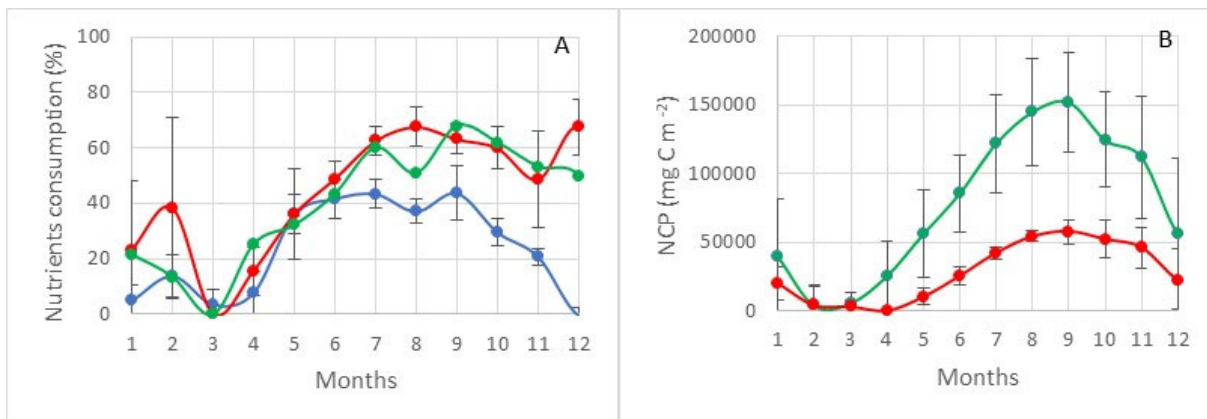 A
Nutrients consumption (%)
100
80
60
40
20
0
1 2 3 4 5 6 7 8 9 10 11 12
Months
B
NCP (mg C m -2)
200000
150000
100000
50000
0
1 2 3 4 5 6 7 8 9 10 11 12
Months